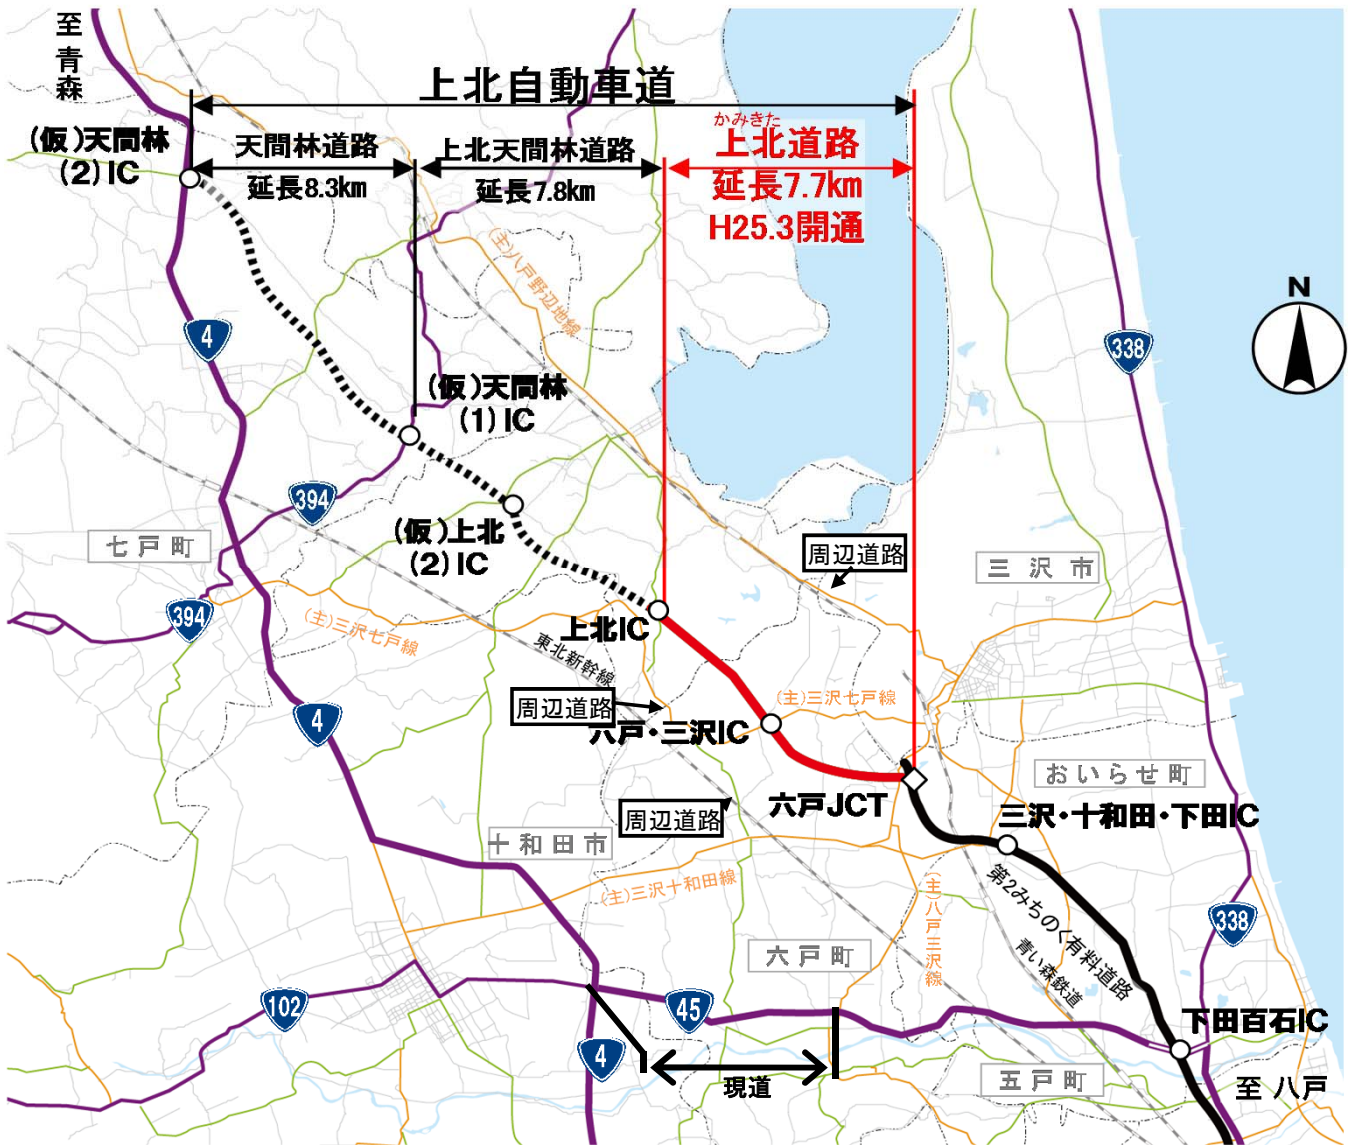 至
青
森
上北自動車道
(仮)天間林
(2)IC
天間林道路
延長8.3km
上北天間林道路
延長7.8km
かみきた
上北道路
延長7.7km
H25.3開通
(主)八戸野辺地線
N
4
338
(仮)天間林
(1)IC
394
七戸町
(仮)上北
(2)IC
周辺道路
三沢市
394
(主)三沢七戸線
上北IC
東北新幹線
周辺道路
(主)三沢七戸線
4
六戸・三沢IC
おいらせ町
六戸JCT
周辺道路
三沢・十和田・下田IC
十和田市
(主)三沢十和田線
(主)八戸三沢線
第2みちのく有料道路
青い森鉄道
338
六戸町
102
45
下田百石IC
4
現道
五戸町
至 八戸